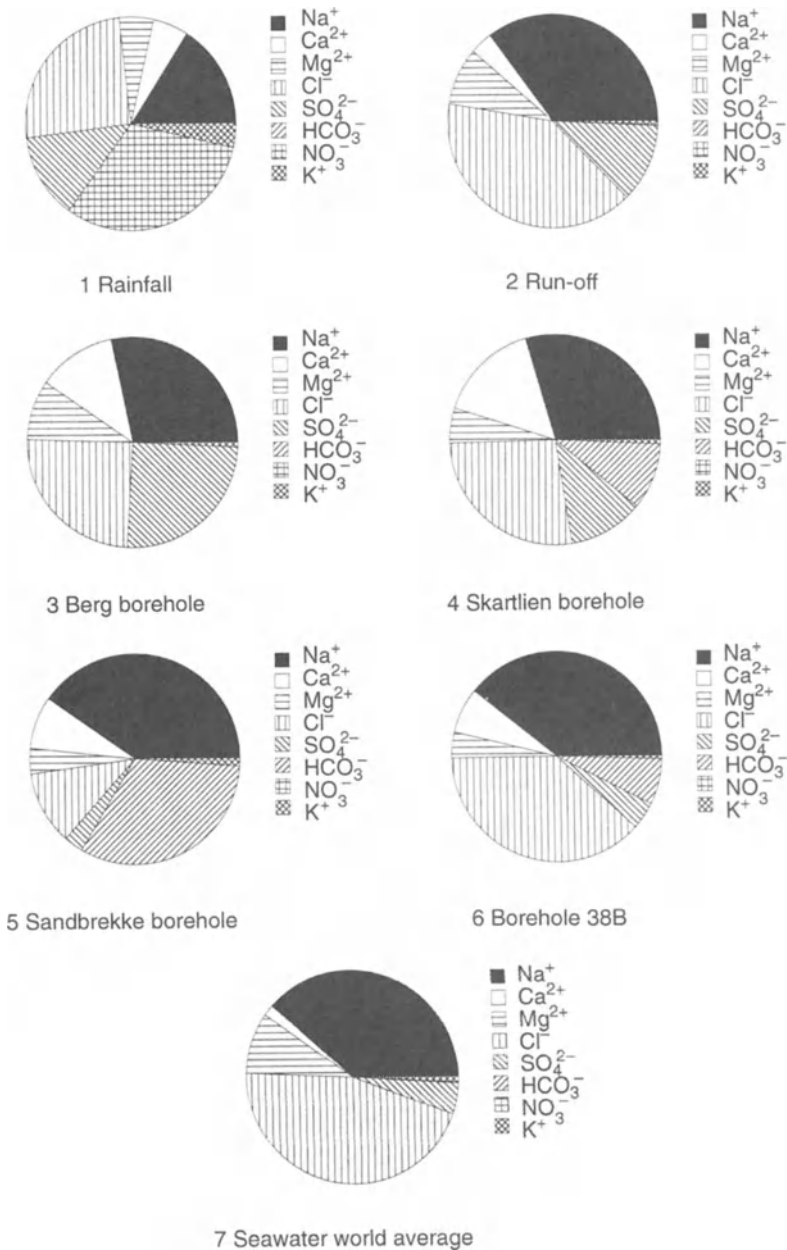 Na⁺
Ca²⁺
Mg²⁺
Cl⁻
SO₄²⁻
HCO₃⁻
NO₃⁻
K⁺
1 Rainfall
Na⁺
Ca²⁺
Mg²⁺
Cl⁻
SO₄²⁻
HCO₃⁻
NO₃⁻
K⁺
2 Run-off
Na⁺
Ca²⁺
Mg²⁺
Cl⁻
SO₄²⁻
HCO₃⁻
NO₃⁻
K⁺
3 Berg borehole
Na⁺
Ca²⁺
Mg²⁺
Cl⁻
SO₄²⁻
HCO₃⁻
NO₃⁻
K⁺
4 Skartlien borehole
Na⁺
Ca²⁺
Mg²⁺
Cl⁻
SO₄²⁻
HCO₃⁻
NO₃⁻
K⁺
5 Sandbrekke borehole
Na⁺
Ca²⁺
Mg²⁺
Cl⁻
SO₄²⁻
HCO₃⁻
NO₃⁻
K⁺
6 Borehole 38B
Na⁺
Ca²⁺
Mg²⁺
Cl⁻
SO₄²⁻
HCO₃⁻
NO₃⁻
K⁺
7 Seawater world average